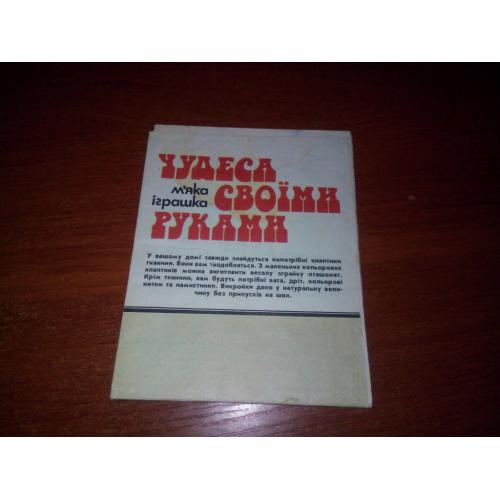 ЧУДЕСА
м'яка
іграшка
СВОЇМИ
РУКАМИ
У вашому домі завжди знайдуться непотрібні клаптики
тканини. Вони вам знадобляться. З маленьких кольорових
клаптиків можна виготовити веселу зграйку пташенят.
Крім тканини, вам будуть потрібні вата, дріт, кольорові
нитки та намистинки. Викройки дано у натуральну вели-
чину без припусків на шви.